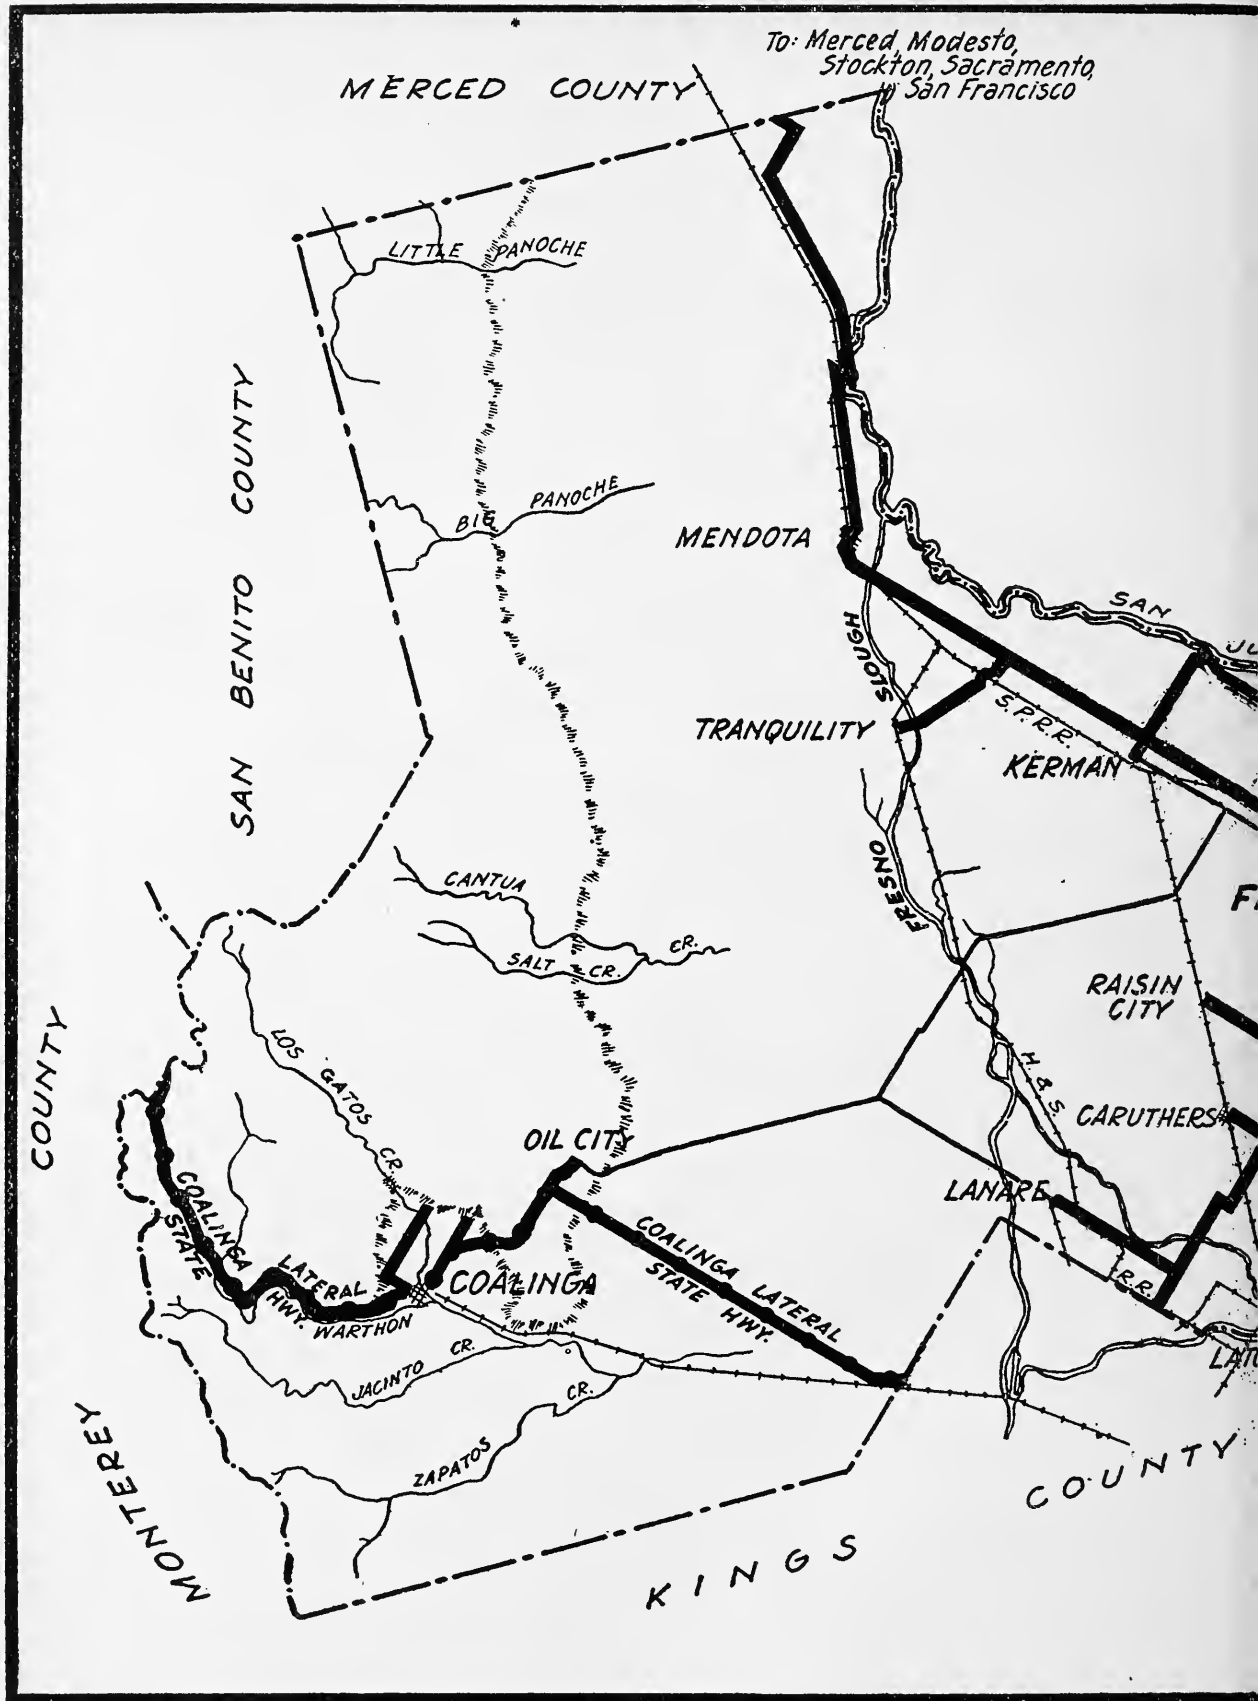 To: Merced, Modesto,
Stockton, Sacramento,
San Francisco
MERCED COUNTY
LITTLE PANOCHE
SAN BENITO COUNTY
BIG PANOCHE
MENDOTA
SAN
SLOUGH
TRANQUILITY
S.P.R.R.
KERMAN
FRESNO
CANTUA CR.
SALT CR.
RAISIN
CITY
LOS GATOS CR.
H. & S.
R.R.
CARUTHERS
OIL CITY
LANARE
COALINGA LATERAL
STATE HWY.
COALINGA
COALINGA LATERAL
STATE HWY.
WARTHON
JACINTO CR.
ZAPATOS CR.
MONTEREY COUNTY
KINGS COUNTY